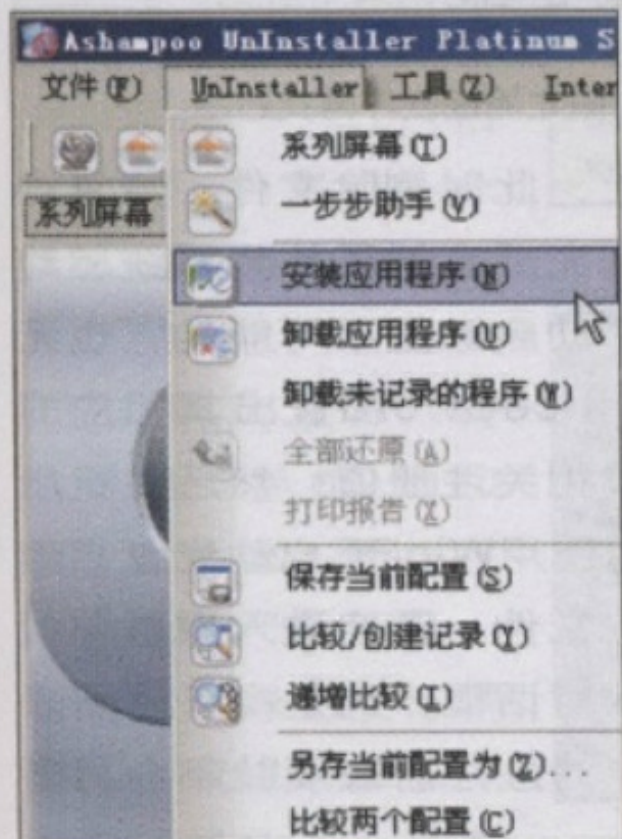 Ashampoo UnInstaller Platinum S
文件(F) UnInstaller 工具(Z) Inter
系列屏幕(T)
系列屏幕
一步步助手(V)
安装应用程序(N)
卸载应用程序(U)
卸载未记录的程序(W)
全部还原(A)
打印报告(X)
保存当前配置(S)
比较/创建记录(Y)
递增比较(I)
另存当前配置为(Z)...
比较两个配置(C)